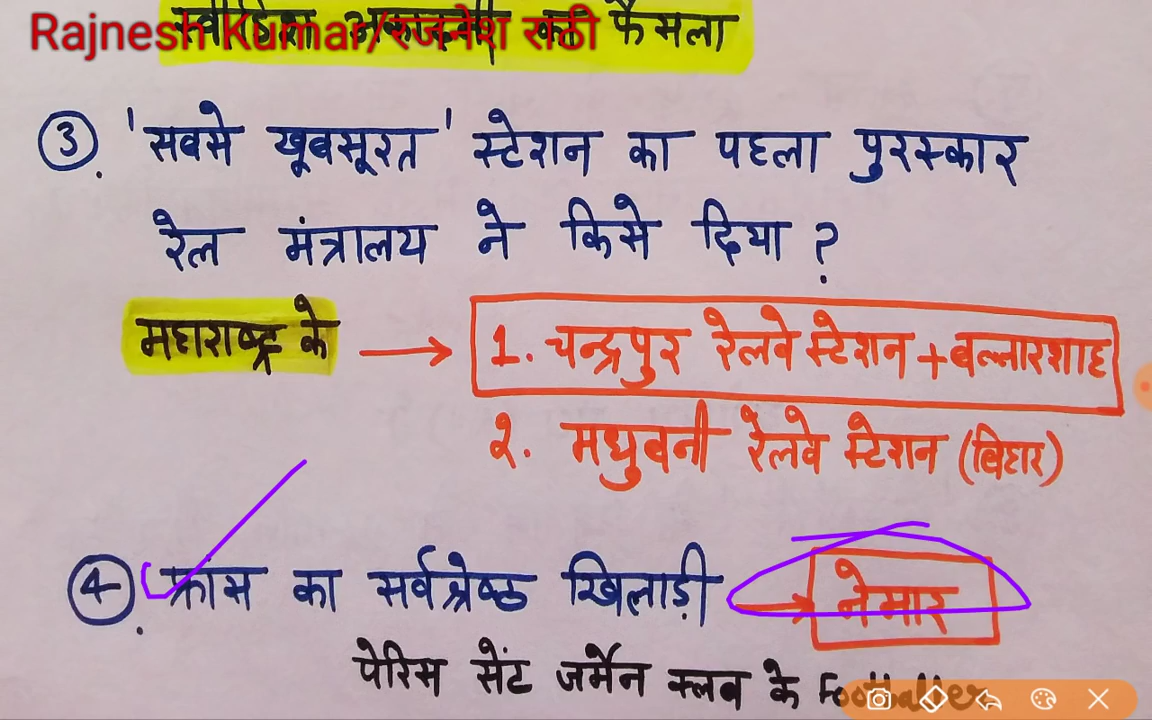 Rajnesh Kumar/रजनेश राठी फैसला
③. 'सबसे खूबसूरत' स्टेशन का पहला पुरस्कार
रेल मंत्रालय ने किसे दिया?
महाराष्ट्र के → 1. चन्द्रपुर रेलवे स्टेशन + बल्लारशाह
2. मधुबनी रेलवे स्टेशन (बिहार)
④. फ्रांस का सर्वश्रेष्ठ खिलाड़ी → नेमार
पेरिस सेंट जर्मेन क्लब के Footballer